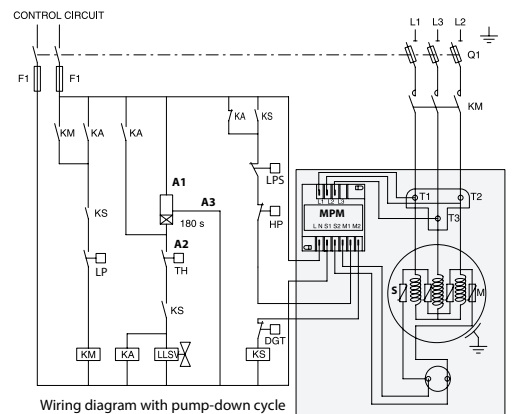 CONTROL CIRCUIT
L1 L3 L2
Q1
F1 F1
KM
KM KA KA KA KS
A1
A3
LPS
180 s
L1 L2 L3
MPM
L N S1 S2 M1 M2
T1 T2
T3
KS
HP
A2
TH
LP
S M
KS
DGT
KM KA LLSV KS
Wiring diagram with pump-down cycle